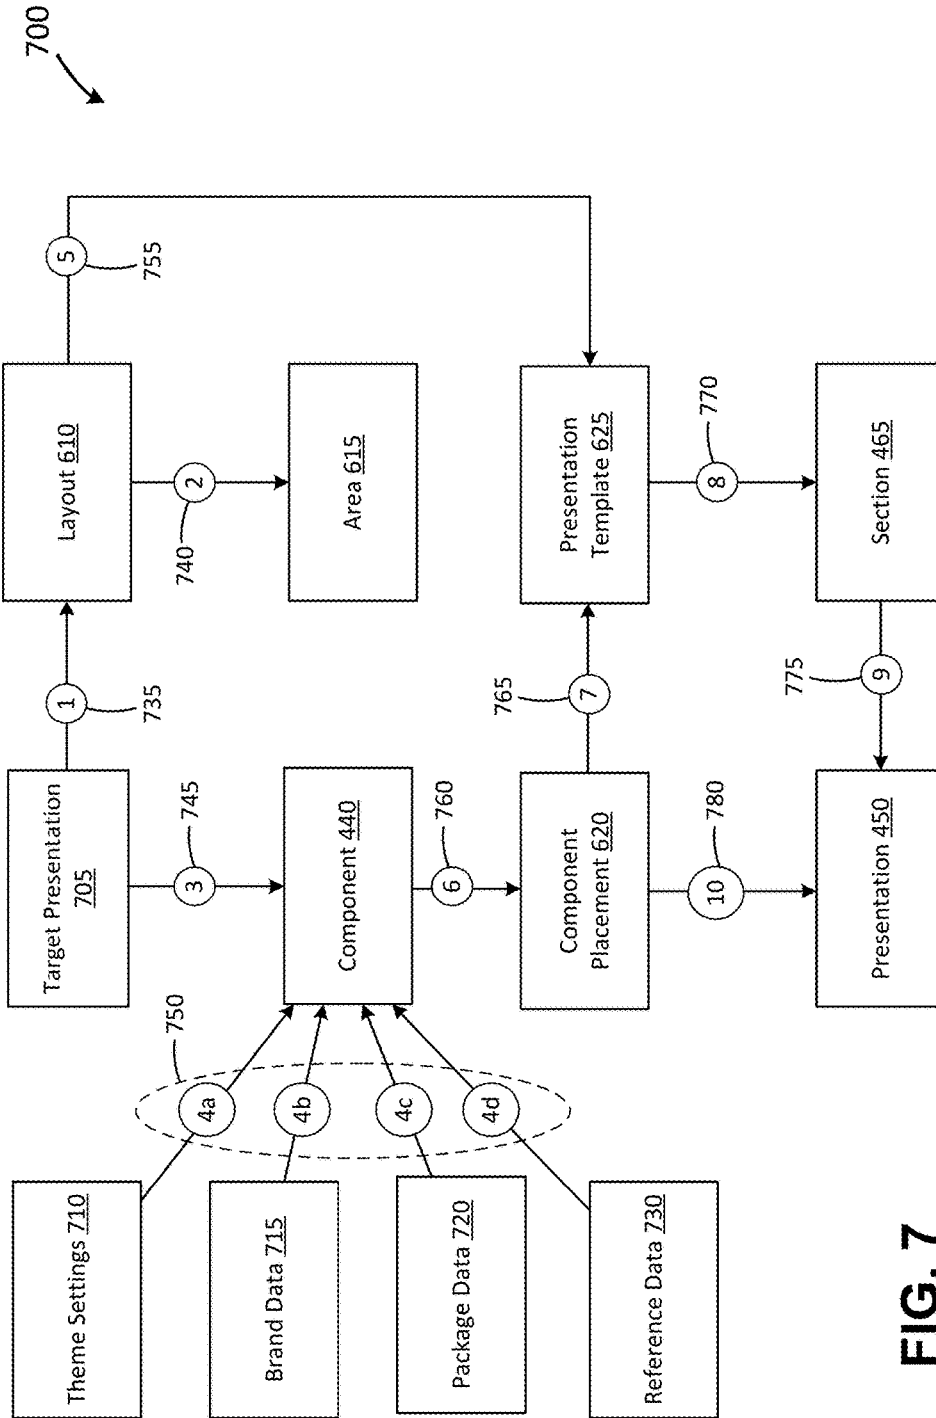 700
Theme Settings 710
Brand Data 715
Package Data 720
Reference Data 730
750
4a
4b
4c
4d
Target Presentation
705
3
745
Component 440
6
760
Component
Placement 620
10
780
Presentation 450
1
735
7
765
9
775
Layout 610
2
740
Area 615
Presentation
Template 625
8
770
Section 465
5
755
FIG. 7